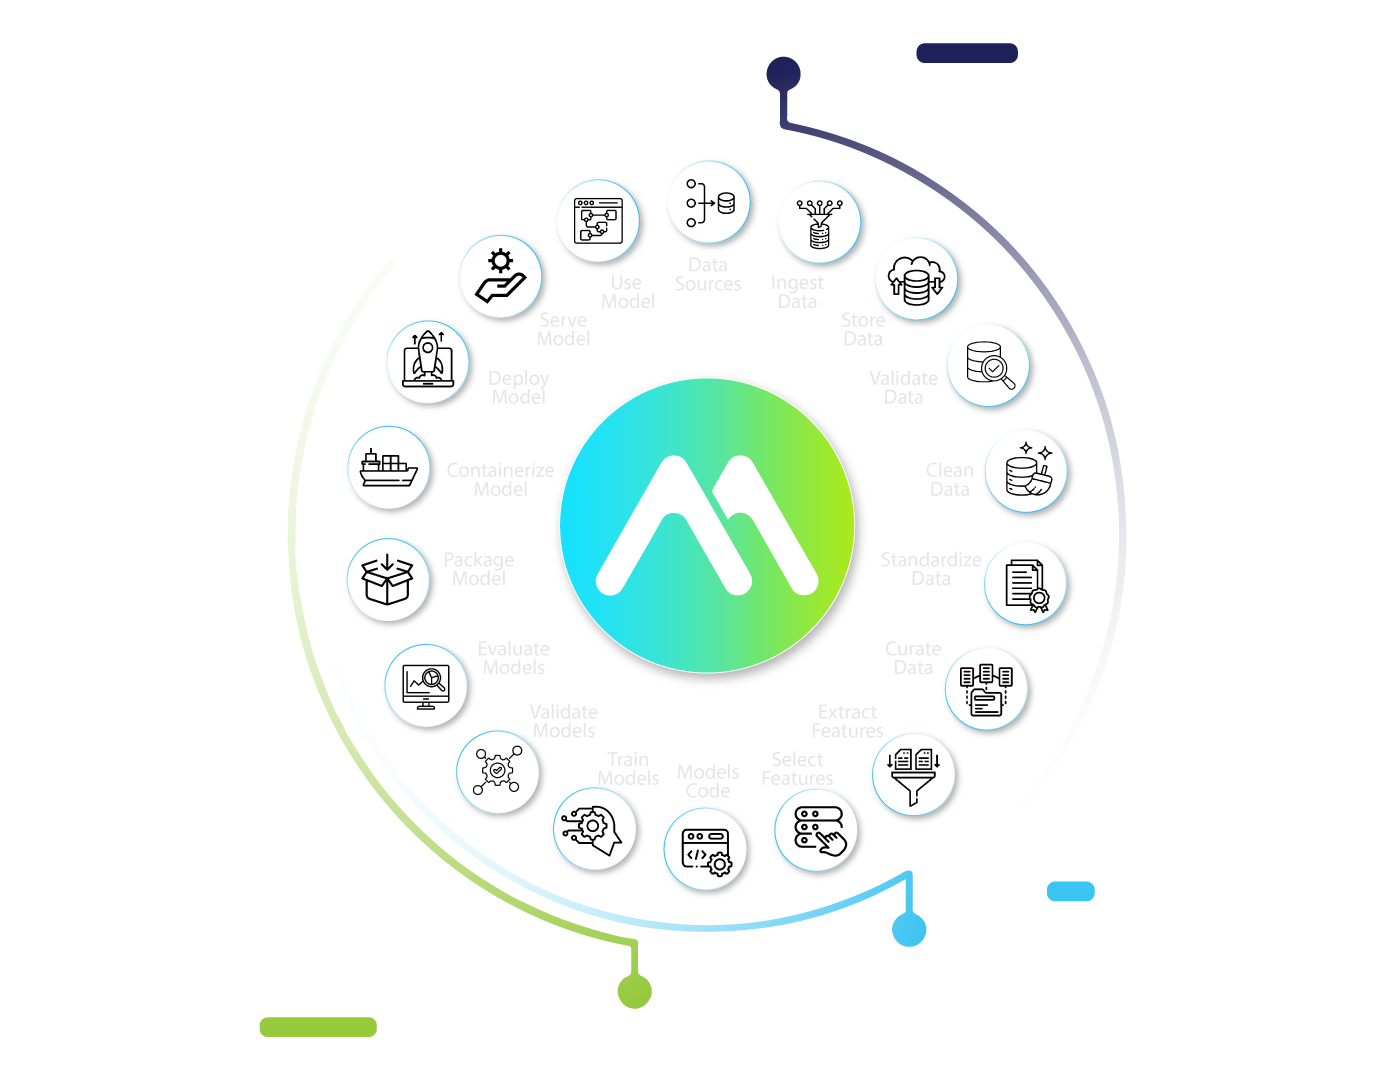 Data
Sources
Ingest
Data
Store
Data
Validate
Data
Clean
Data
Standardize
Data
Curate
Data
Extract
Features
Select
Features
Models
Code
Train
Models
Validate
Models
Evaluate
Models
Package
Model
Containerize
Model
Deploy
Model
Serve
Model
Use
Model